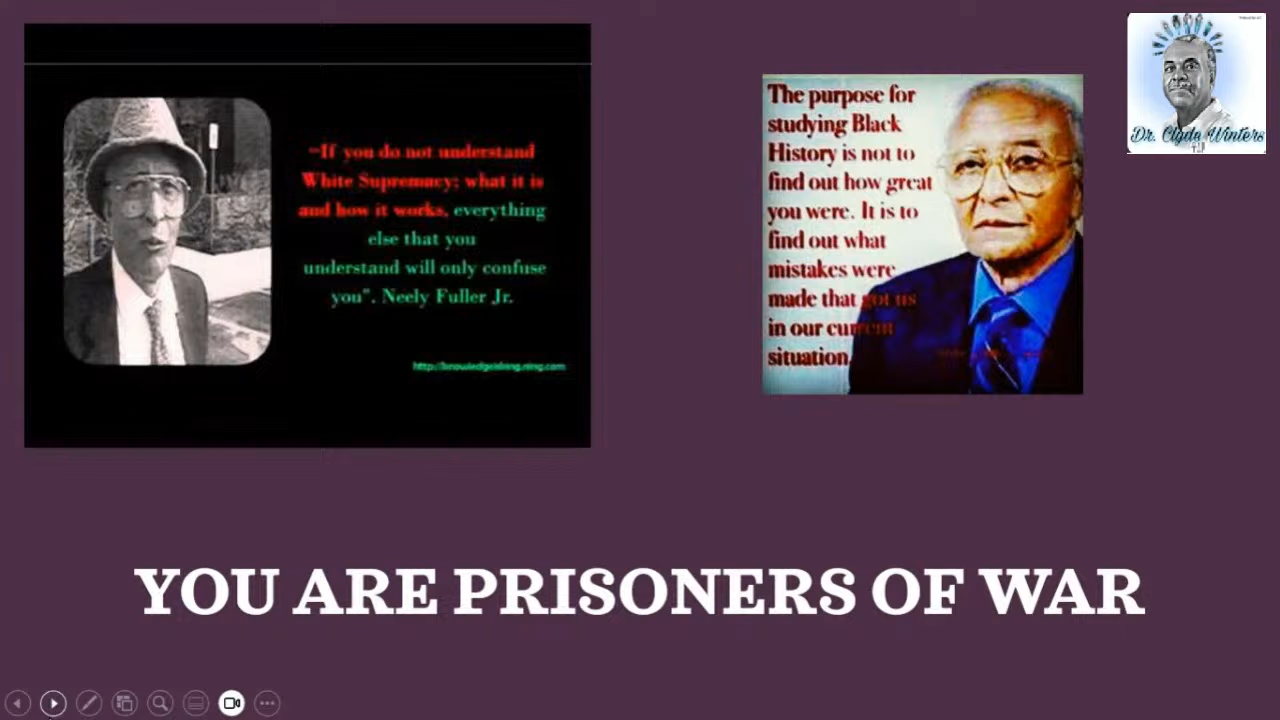 "If you do not understand
White Supremacy; what it is
and how it works, everything
else that you
understand will only confuse
you". Neely Fuller Jr.
The purpose for
studying Black
History is not to
find out how great
you were. It is to
find out what
mistakes were
made that got us
in our current
situation.
Dr. Clyde Winters
YOU ARE PRISONERS OF WAR